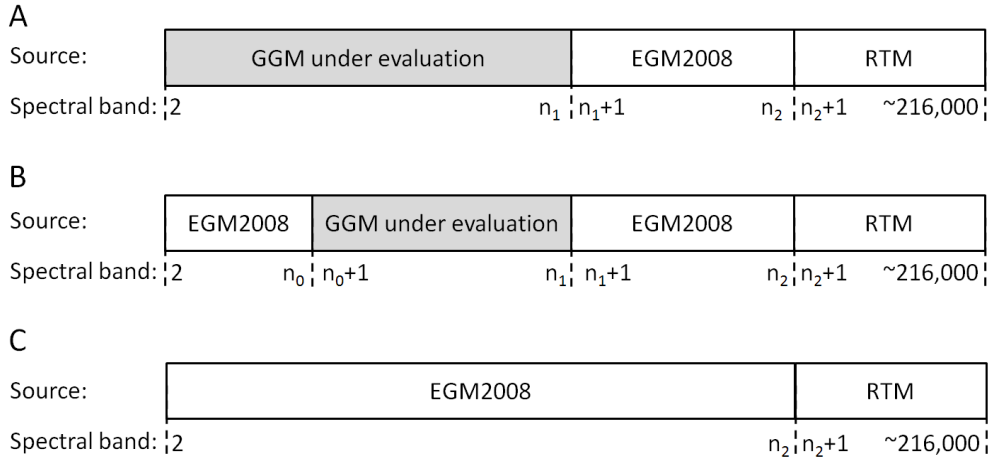 A
Source: GGM under evaluation EGM2008 RTM
Spectral band: 2 n₁ n₁+1 n₂ n₂+1 ~216,000
B
Source: EGM2008 GGM under evaluation EGM2008 RTM
Spectral band: 2 n₀ n₀+1 n₁ n₁+1 n₂ n₂+1 ~216,000
C
Source: EGM2008 RTM
Spectral band: 2 n₂ n₂+1 ~216,000